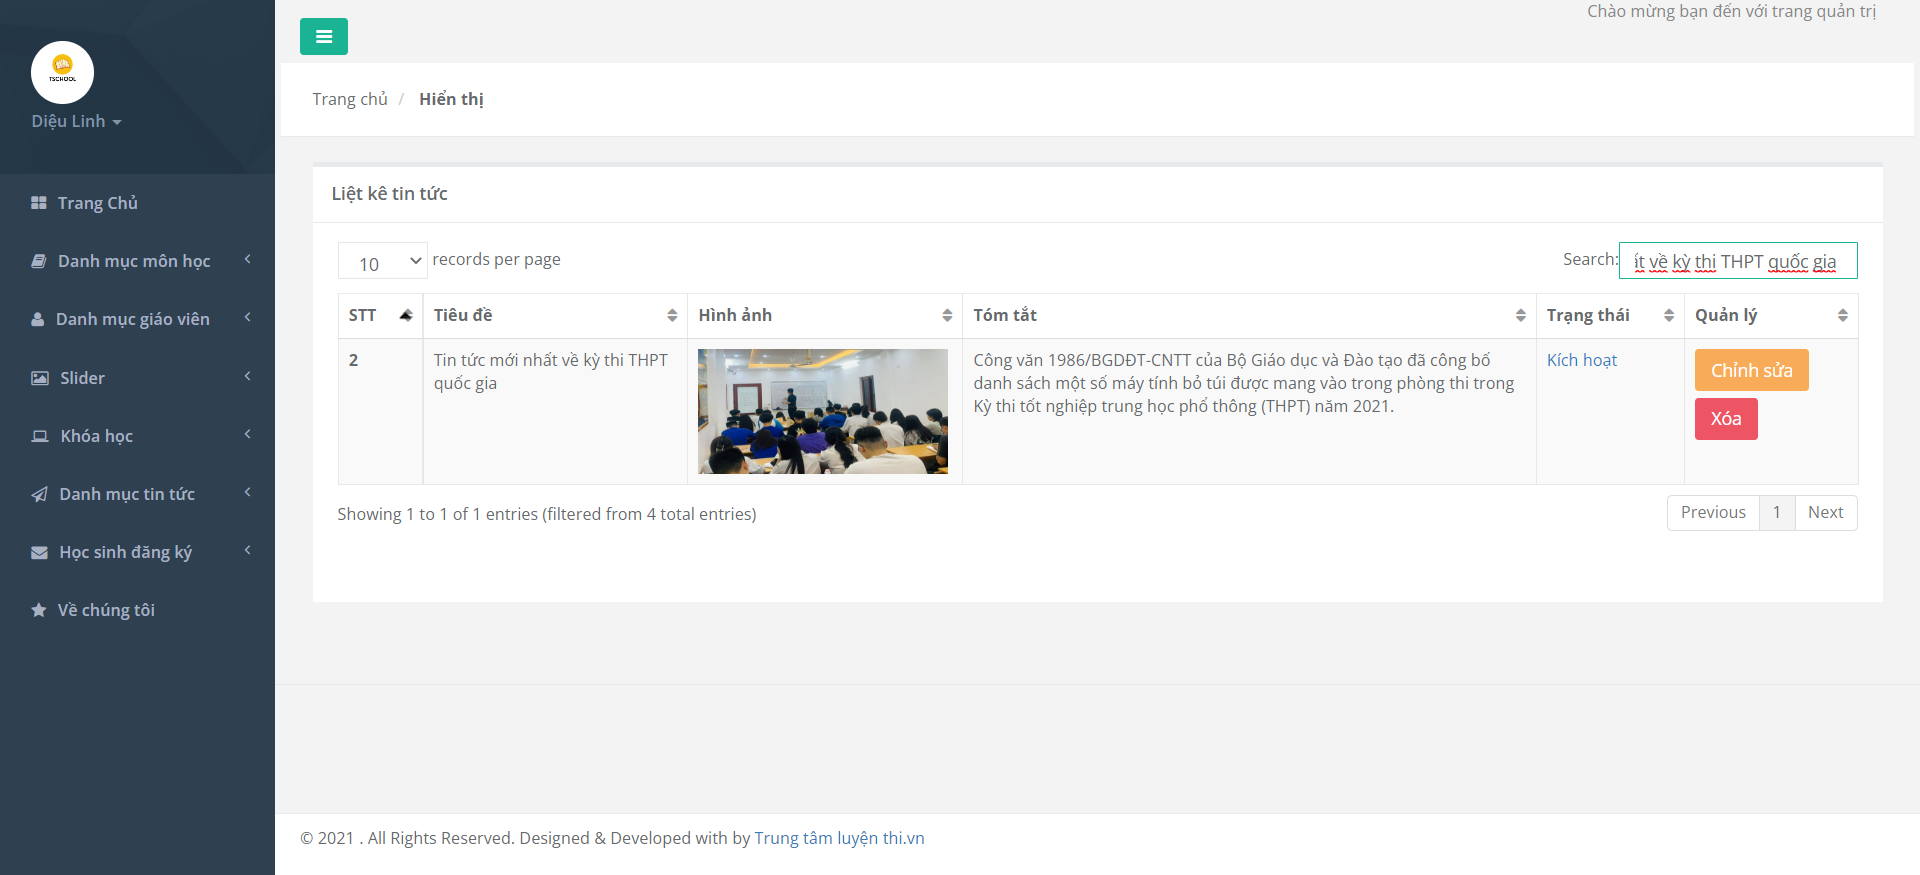 Chào mừng bạn đến với trang quản trị
TSCHOOL
Diệu Linh
Trang Chủ
Danh mục môn học
Danh mục giáo viên
Slider
Khóa học
Danh mục tin tức
Học sinh đăng ký
Về chúng tôi
Trang chủ / Hiển thị
Liệt kê tin tức
10 records per page
Search: ất về kỳ thi THPT quốc gia
STT Tiêu đề Hình ảnh Tóm tắt Trạng thái Quản lý
2 Tin tức mới nhất về kỳ thi THPT
quốc gia
Công văn 1986/BGDĐT-CNTT của Bộ Giáo dục và Đào tạo đã công bố
danh sách một số máy tính bỏ túi được mang vào trong phòng thi trong
Kỳ thi tốt nghiệp trung học phổ thông (THPT) năm 2021.
Kích hoạt
Chỉnh sửa
Xóa
Showing 1 to 1 of 1 entries (filtered from 4 total entries)
Previous 1 Next
© 2021 . All Rights Reserved. Designed & Developed with by Trung tâm luyện thi.vn